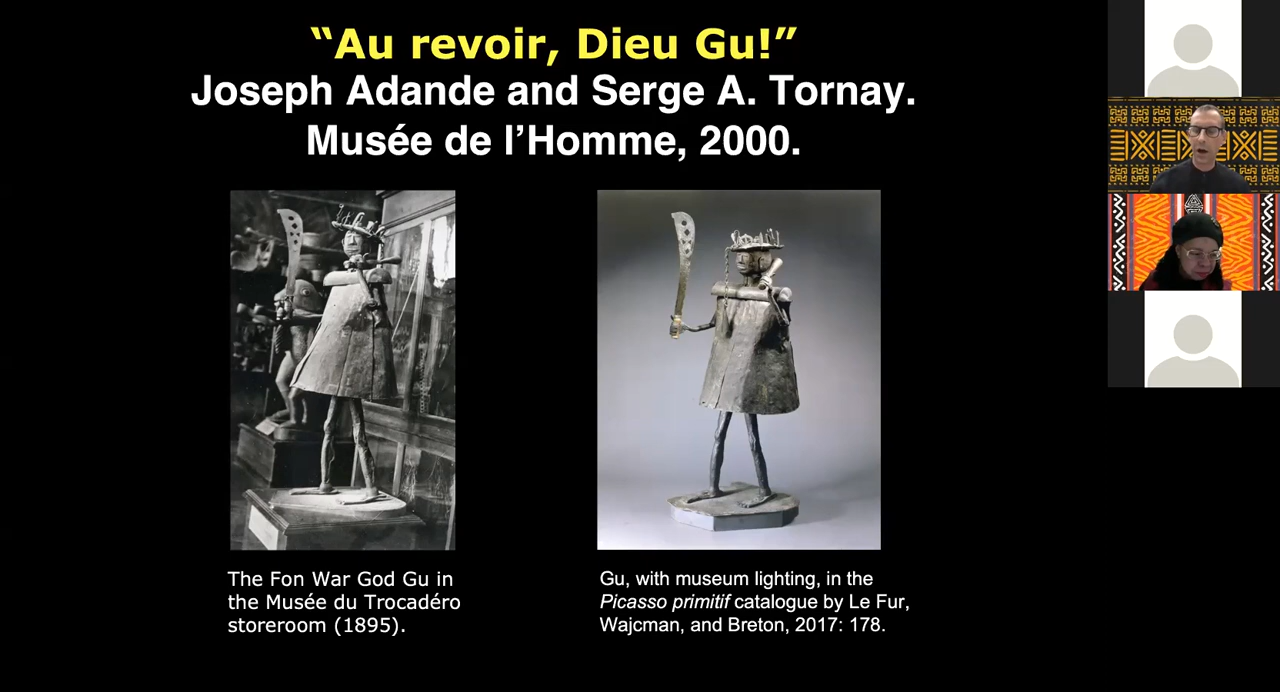 “Au revoir, Dieu Gu!”
Joseph Adande and Serge A. Tornay.
Musée de l’Homme, 2000.
The Fon War God Gu in
the Musée du Trocadéro
storeroom (1895).
Gu, with museum lighting, in the
Picasso primitif catalogue by Le Fur,
Wajcman, and Breton, 2017: 178.